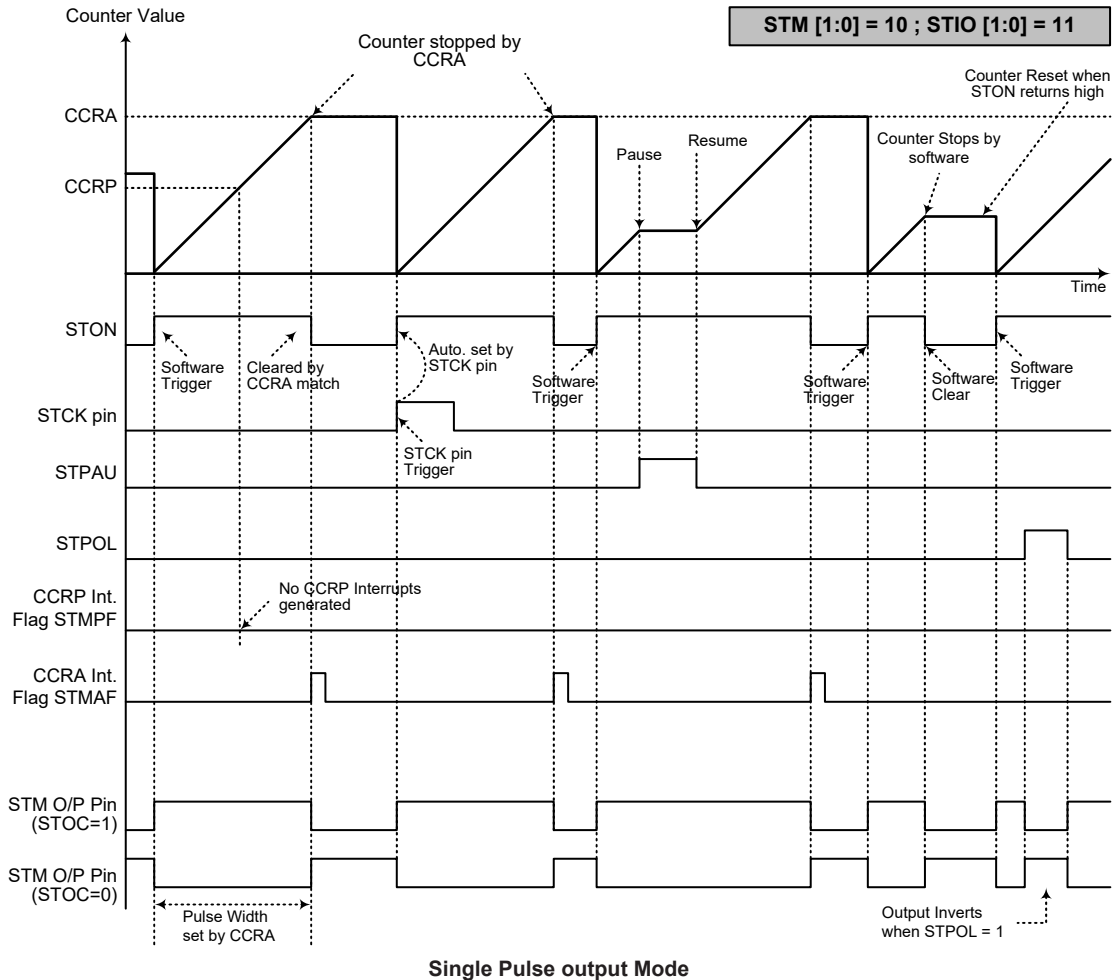 Counter Value
STM [1:0] = 10 ; STIO [1:0] = 11
Counter stopped by
CCRA
Counter Reset when
STON returns high
CCRA
Pause
Resume
Counter Stops by
software
CCRP
Time
STON
Software
Trigger
Cleared by
CCRA match
Auto. set by
STCK pin
Software
Trigger
Software
Trigger
Software
Clear
Software
Trigger
STCK pin
STCK pin
Trigger
STPAU
STPOL
CCRP Int.
Flag STMPF
No CCRP Interrupts
generated
CCRA Int.
Flag STMAF
STM O/P Pin
(STOC=1)
STM O/P Pin
(STOC=0)
Pulse Width
set by CCRA
Output Inverts
when STPOL = 1
Single Pulse output Mode